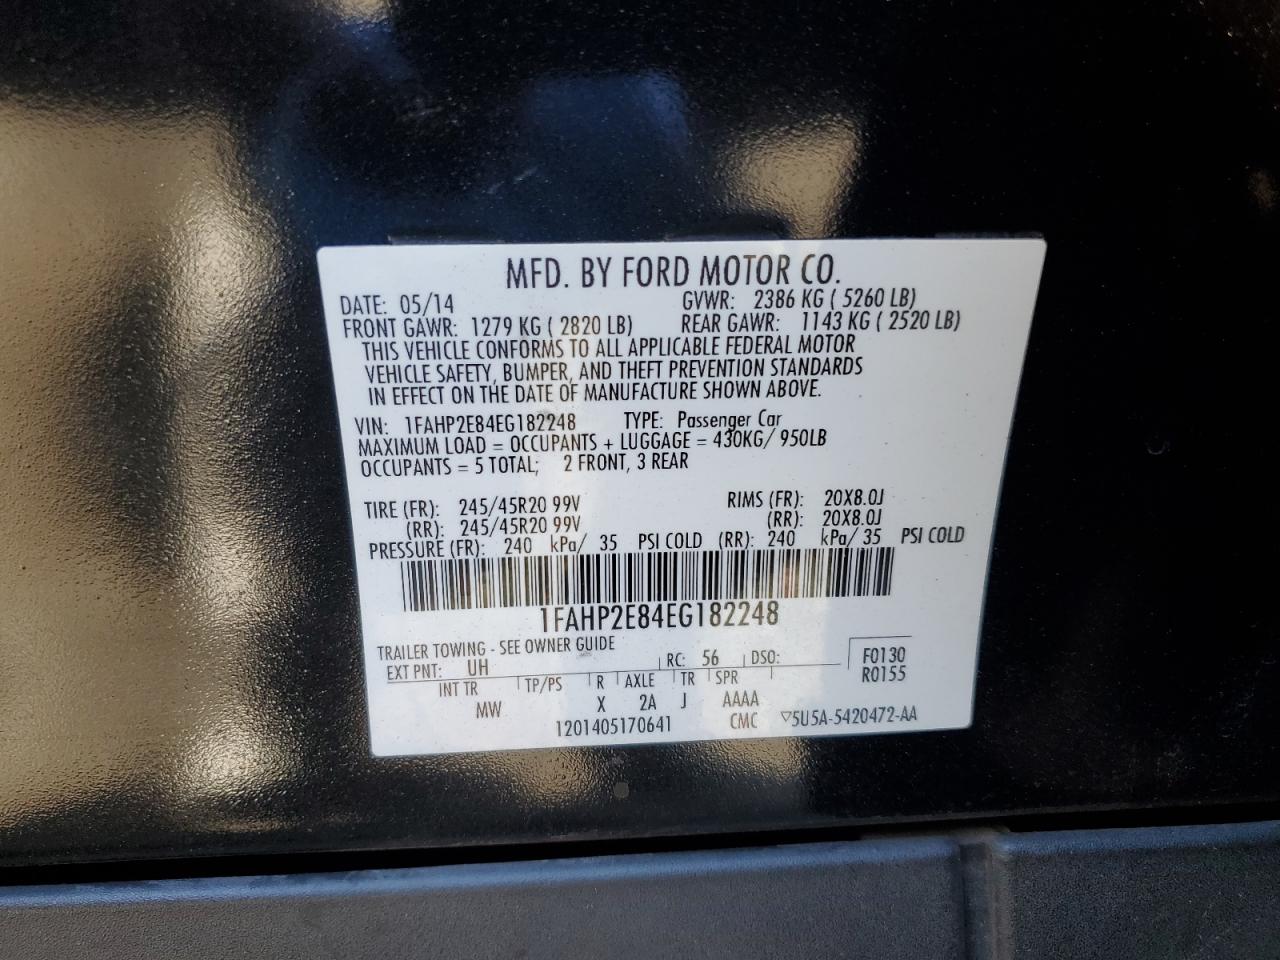 MFD. BY FORD MOTOR CO.
DATE: 05/14 GVWR: 2386 KG ( 5260 LB)
FRONT GAWR: 1279 KG ( 2820 LB) REAR GAWR: 1143 KG ( 2520 LB)
THIS VEHICLE CONFORMS TO ALL APPLICABLE FEDERAL MOTOR
VEHICLE SAFETY, BUMPER, AND THEFT PREVENTION STANDARDS
IN EFFECT ON THE DATE OF MANUFACTURE SHOWN ABOVE.
VIN: 1FAHP2E84EG182248 TYPE: Passenger Car
MAXIMUM LOAD = OCCUPANTS + LUGGAGE = 430KG/ 950LB
OCCUPANTS = 5 TOTAL; 2 FRONT, 3 REAR
TIRE (FR): 245/45R20 99V RIMS (FR): 20X8.0J
(RR): 245/45R20 99V (RR): 20X8.0J
PRESSURE (FR): 240 kPa/ 35 PSI COLD (RR): 240 kPa/ 35 PSI COLD
1FAHP2E84EG182248
TRAILER TOWING - SEE OWNER GUIDE
EXT PNT: UH RC: 56 DSO: F0130
R0155
INT TR TP/PS R AXLE TR SPR
MW X 2A J AAAA
1201405170641 CMC ▽5U5A-5420472-AA